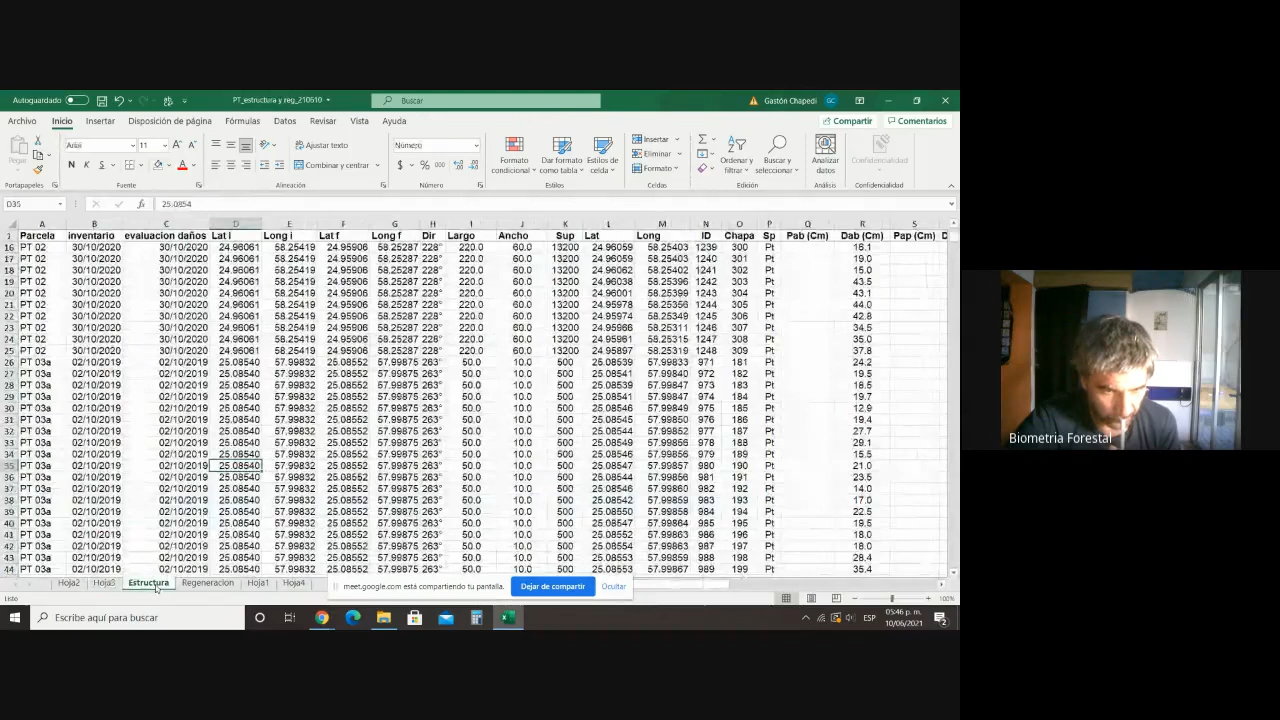 Autoguardado PT_estructura y reg_210610 Buscar Gastón Chapedi GC
Archivo Inicio Insertar Disposición de página Fórmulas Datos Revisar Vista Ayuda Compartir Comentarios
Pegar Arial 11 Ajustar texto Número Insertar
N K S Combinar y centrar $ % 000 Formato condicional Dar formato como tabla Estilos de celda Eliminar Formato Ordenar y filtrar Buscar y seleccionar Analizar datos Confidencialidad
Portapapeles Fuente Alineación Número Estilos Celdas Edición Análisis Confidencialidad
D35 fx 25.0854
A B C D E F G H I J K L M N O P Q R S
1 Parcela inventario evaluacion daños Lat i Long i Lat f Long f Dir Largo Ancho Sup Lat Long ID Chapa Sp Pab (Cm) Dab (Cm) Pap (Cm) D
16 PT 02 30/10/2020 30/10/2020 24.96061 58.25419 24.95906 58.25287 228° 220.0 60.0 13200 24.96059 58.25403 1239 300 Pt 18.1
17 PT 02 30/10/2020 30/10/2020 24.96061 58.25419 24.95906 58.25287 228° 220.0 60.0 13200 24.96059 58.25403 1240 301 Pt 19.0
18 PT 02 30/10/2020 30/10/2020 24.96061 58.25419 24.95906 58.25287 228° 220.0 60.0 13200 24.96062 58.25402 1241 302 Pt 15.0
19 PT 02 30/10/2020 30/10/2020 24.96061 58.25419 24.95906 58.25287 228° 220.0 60.0 13200 24.96038 58.25396 1242 303 Pt 43.5
20 PT 02 30/10/2020 30/10/2020 24.96061 58.25419 24.95906 58.25287 228° 220.0 60.0 13200 24.96001 58.25399 1243 304 Pt 43.1
21 PT 02 30/10/2020 30/10/2020 24.96061 58.25419 24.95906 58.25287 228° 220.0 60.0 13200 24.95978 58.25356 1244 305 Pt 44.0
22 PT 02 30/10/2020 30/10/2020 24.96061 58.25419 24.95906 58.25287 228° 220.0 60.0 13200 24.95974 58.25349 1245 306 Pt 42.8
23 PT 02 30/10/2020 30/10/2020 24.96061 58.25419 24.95906 58.25287 228° 220.0 60.0 13200 24.95966 58.25311 1246 307 Pt 34.5
24 PT 02 30/10/2020 30/10/2020 24.96061 58.25419 24.95906 58.25287 228° 220.0 60.0 13200 24.95961 58.25315 1247 308 Pt 35.0
25 PT 02 30/10/2020 30/10/2020 24.96061 58.25419 24.95906 58.25287 228° 220.0 60.0 13200 24.95897 58.25319 1248 309 Pt 37.8
26 PT 03a 02/10/2019 02/10/2019 25.08540 57.99832 25.08552 57.99875 263° 50.0 10.0 500 25.08539 57.99833 971 181 Pt 24.2
27 PT 03a 02/10/2019 02/10/2019 25.08540 57.99832 25.08552 57.99875 263° 50.0 10.0 500 25.08541 57.99840 972 182 Pt 19.5
28 PT 03a 02/10/2019 02/10/2019 25.08540 57.99832 25.08552 57.99875 263° 50.0 10.0 500 25.08539 57.99847 973 183 Pt 18.5
29 PT 03a 02/10/2019 02/10/2019 25.08540 57.99832 25.08552 57.99875 263° 50.0 10.0 500 25.08541 57.99850 974 184 Pt 19.7
30 PT 03a 02/10/2019 02/10/2019 25.08540 57.99832 25.08552 57.99875 263° 50.0 10.0 500 25.08546 57.99849 975 185 Pt 12.9
31 PT 03a 02/10/2019 02/10/2019 25.08540 57.99832 25.08552 57.99875 263° 50.0 10.0 500 25.08545 57.99850 976 186 Pt 19.4
32 PT 03a 02/10/2019 02/10/2019 25.08540 57.99832 25.08552 57.99875 263° 50.0 10.0 500 25.08544 57.99852 977 187 Pt 27.7
33 PT 03a 02/10/2019 02/10/2019 25.08540 57.99832 25.08552 57.99875 263° 50.0 10.0 500 25.08549 57.99856 978 188 Pt 29.1
34 PT 03a 02/10/2019 02/10/2019 25.08540 57.99832 25.08552 57.99875 263° 50.0 10.0 500 25.08546 57.99855 979 189 Pt 15.5
35 PT 03a 02/10/2019 02/10/2019 25.08540 57.99832 25.08552 57.99875 263° 50.0 10.0 500 25.08547 57.99857 980 190 Pt 21.0
36 PT 03a 02/10/2019 02/10/2019 25.08540 57.99832 25.08552 57.99875 263° 50.0 10.0 500 25.08544 57.99856 981 191 Pt 23.5
37 PT 03a 02/10/2019 02/10/2019 25.08540 57.99832 25.08552 57.99875 263° 50.0 10.0 500 25.08546 57.99860 982 192 Pt 14.0
38 PT 03a 02/10/2019 02/10/2019 25.08540 57.99832 25.08552 57.99875 263° 50.0 10.0 500 25.08542 57.99859 983 193 Pt 17.0
39 PT 03a 02/10/2019 02/10/2019 25.08540 57.99832 25.08552 57.99875 263° 50.0 10.0 500 25.08550 57.99858 984 194 Pt 22.5
40 PT 03a 02/10/2019 02/10/2019 25.08540 57.99832 25.08552 57.99875 263° 50.0 10.0 500 25.08547 57.99864 985 195 Pt 19.5
41 PT 03a 02/10/2019 02/10/2019 25.08540 57.99832 25.08552 57.99875 263° 50.0 10.0 500 25.08552 57.99856 986 196 Pt 18.0
42 PT 03a 02/10/2019 02/10/2019 25.08540 57.99832 25.08552 57.99875 263° 50.0 10.0 500 25.08554 57.99863 987 197 Pt 18.0
43 PT 03a 02/10/2019 02/10/2019 25.08540 57.99832 25.08552 57.99875 263° 50.0 10.0 500 25.08553 57.99859 988 198 Pt 28.4
44 PT 03a 02/10/2019 02/10/2019 25.08540 57.99832 25.08552 57.99875 263° 50.0 10.0 500 25.08559 57.99864 989 199 Pt 35.4
Hoja2 Hoja3 Estructura Regeneracion Hoja1 Hoja4
meet.google.com está compartiendo tu pantalla. Dejar de compartir Ocultar
Listo 100%
Escribe aquí para buscar ESP 05:46 p. m. 10/06/2021 2
Biometria Forestal